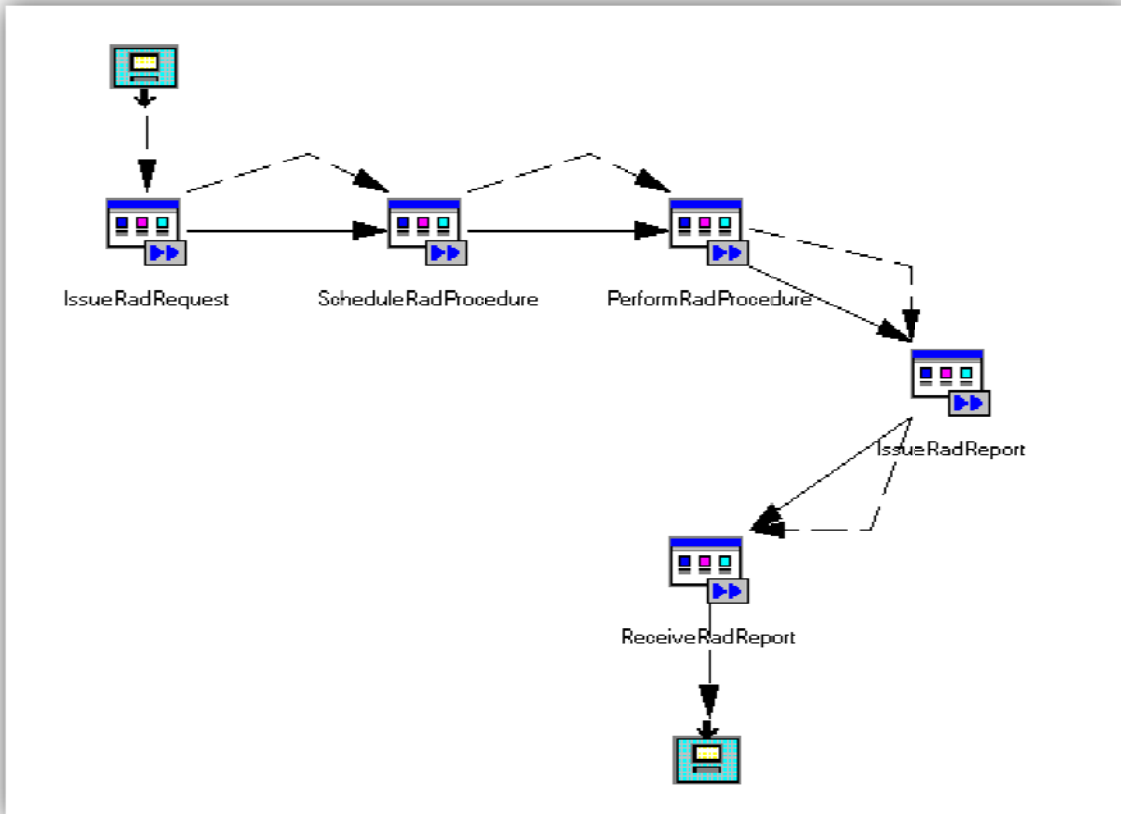 IssueRadRequest
ScheduleRadProcedure
PerformRadProcedure
IssueRadReport
ReceiveRadReport